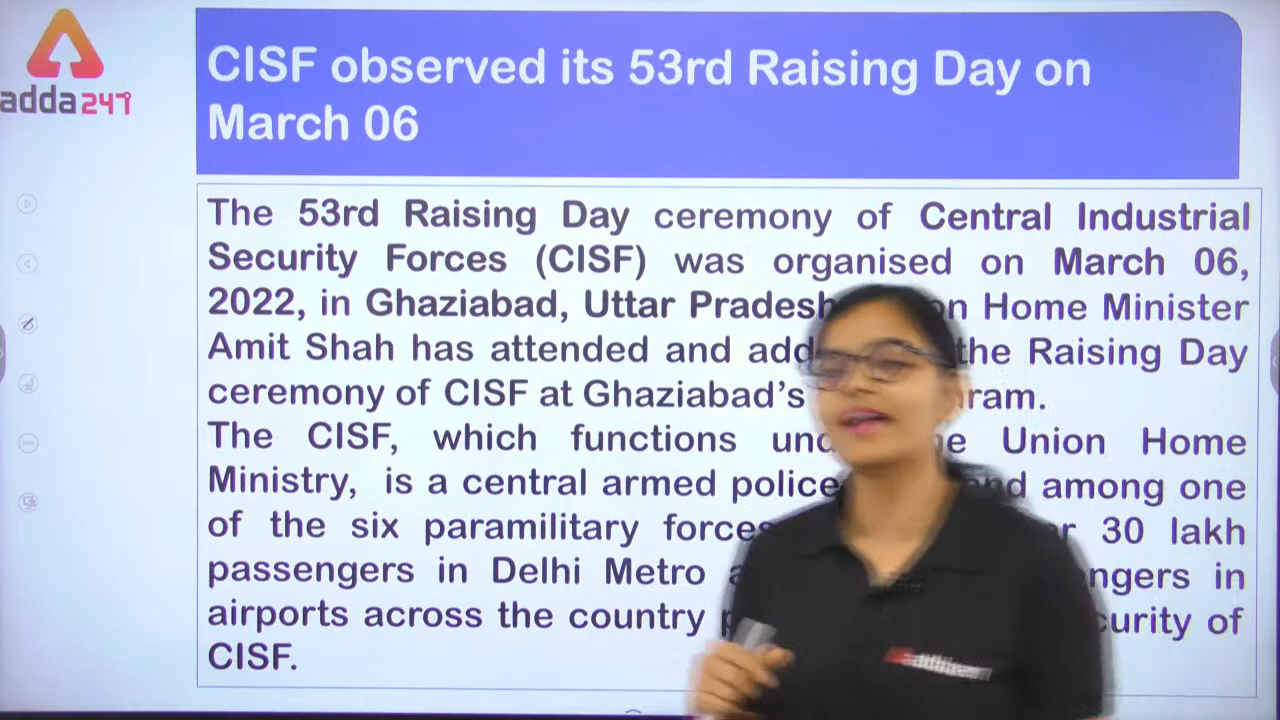 adda247
CISF observed its 53rd Raising Day on
March 06
The 53rd Raising Day ceremony of Central Industrial
Security Forces (CISF) was organised on March 06,
2022, in Ghaziabad, Uttar Pradesh Home Minister
Amit Shah has attended and the Raising Day
ceremony of CISF at Ghaziabad's
The CISF, which functions Union Home
Ministry, is a central armed police among one
of the six paramilitary forces 30 lakh
passengers in Delhi Metro in
airports across the country of
CISF.